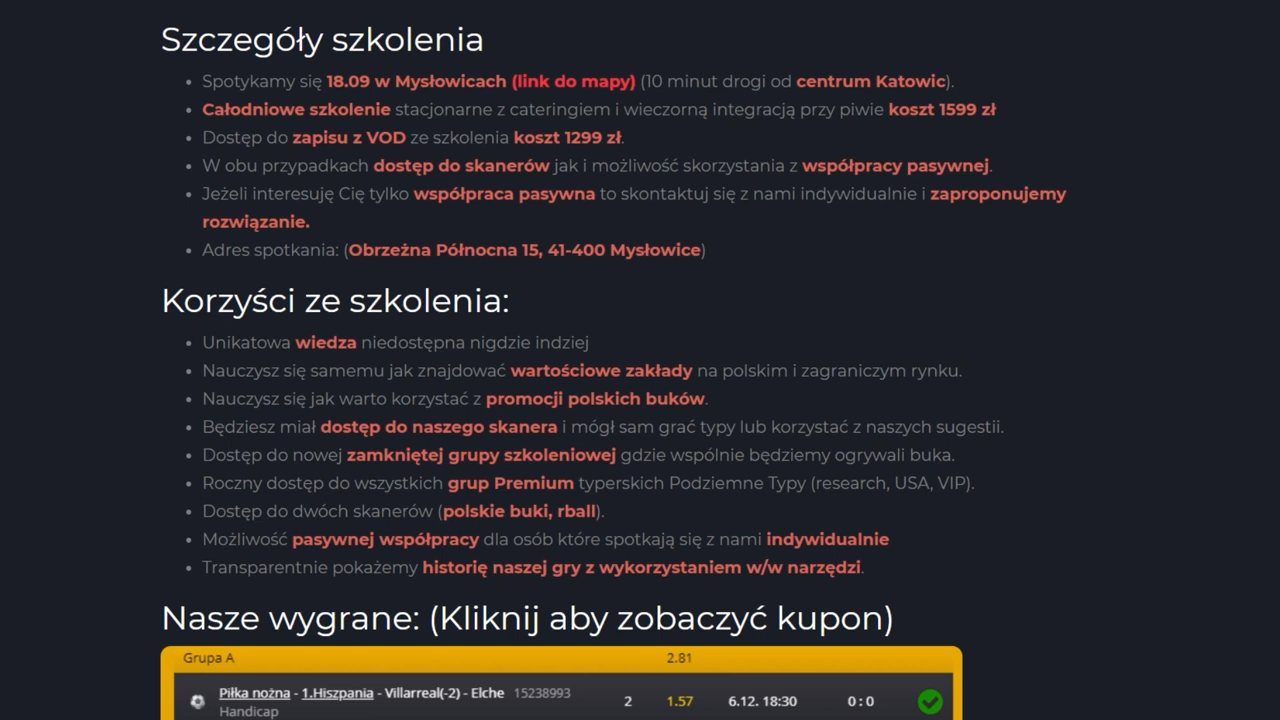 Szczegóły szkolenia
Spotykamy się 18.09 w Mysłowicach (link do mapy) (10 minut drogi od centrum Katowic).
Całodniowe szkolenie stacjonarne z cateringiem i wieczorną integracją przy piwie koszt 1599 zł
Dostęp do zapisu z VOD ze szkolenia koszt 1299 zł.
W obu przypadkach dostęp do skanerów jak i możliwość skorzystania z współpracy pasywnej.
Jeżeli interesuję Cię tylko współpraca pasywna to skontaktuj się z nami indywidualnie i zaproponujemy
rozwiązanie.
Adres spotkania: (Obrzeżna Północna 15, 41-400 Mysłowice)
Korzyści ze szkolenia:
Unikatowa wiedza niedostępna nigdzie indziej
Nauczysz się samemu jak znajdować wartościowe zakłady na polskim i zagraniczym rynku.
Nauczysz się jak warto korzystać z promocji polskich buków.
Będziesz miał dostęp do naszego skanera i mógł sam grać typy lub korzystać z naszych sugestii.
Dostęp do nowej zamkniętej grupy szkoleniowej gdzie wspólnie będziemy ogrywali buka.
Roczny dostęp do wszystkich grup Premium typerskich Podziemne Typy (research, USA, VIP).
Dostęp do dwóch skanerów (polskie buki, rball).
Możliwość pasywnej współpracy dla osób które spotkają się z nami indywidualnie
Transparentnie pokażemy historię naszej gry z wykorzystaniem w/w narzędzi.
Nasze wygrane: (Kliknij aby zobaczyć kupon)
Grupa A 2.81
Piłka nożna - 1.Hiszpania - Villarreal(-2) - Elche 15238993 2 1.57 6.12. 18:30 0 : 0
Handicap